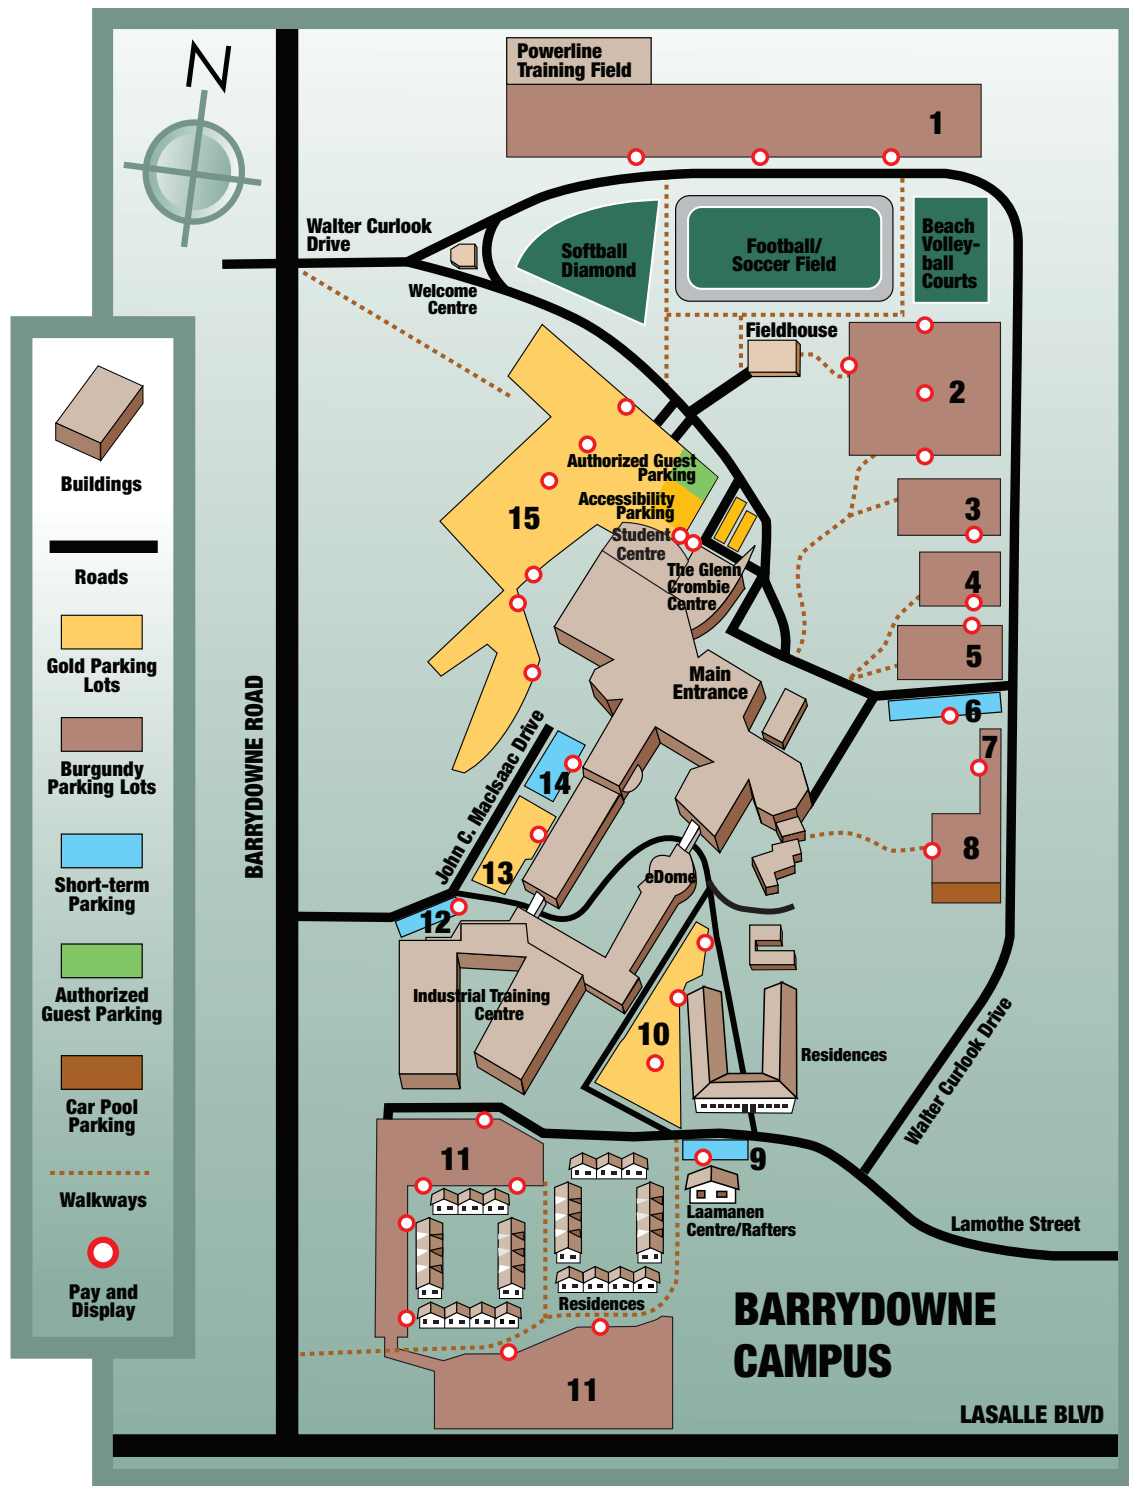 N
Powerline
Training Field
1
Walter Curlook
Drive
Welcome
Centre
Softball
Diamond
Football/
Soccer Field
Beach
Volley-
ball
Courts
Fieldhouse
2
Authorized Guest
Parking
Accessibility
Parking
15
Student
Centre
The Glenn
Crombie
Centre
3
4
5
Main
Entrance
6
7
8
John C. MacIsaac Drive
14
13
12
eDome
Industrial Training
Centre
10
Residences
Walter Curlook Drive
BARRYDOWNE ROAD
11
9
Laamanen
Centre/Rafters
Lamothe Street
Residences
11
BARRYDOWNE
CAMPUS
LASALLE BLVD
Buildings
Roads
Gold Parking
Lots
Burgundy
Parking Lots
Short-term
Parking
Authorized
Guest Parking
Car Pool
Parking
Walkways
Pay and
Display